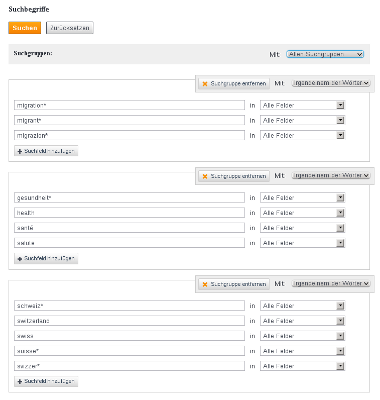 Suchbegriffe
Suchen Zurücksetzen
Suchgruppen: Mit Allen Suchgruppen
Suchgruppe entfernen Mit Irgendeinem der Wörter
migration* in Alle Felder
migrant* in Alle Felder
migrazion* in Alle Felder
Suchfeld hinzufügen
Suchgruppe entfernen Mit Irgendeinem der Wörter
gesundheit* in Alle Felder
health in Alle Felder
santé in Alle Felder
salute in Alle Felder
Suchfeld hinzufügen
Suchgruppe entfernen Mit Irgendeinem der Wörter
schweiz* in Alle Felder
switzerland in Alle Felder
swiss in Alle Felder
suisse* in Alle Felder
svizzer* in Alle Felder
Suchfeld hinzufügen